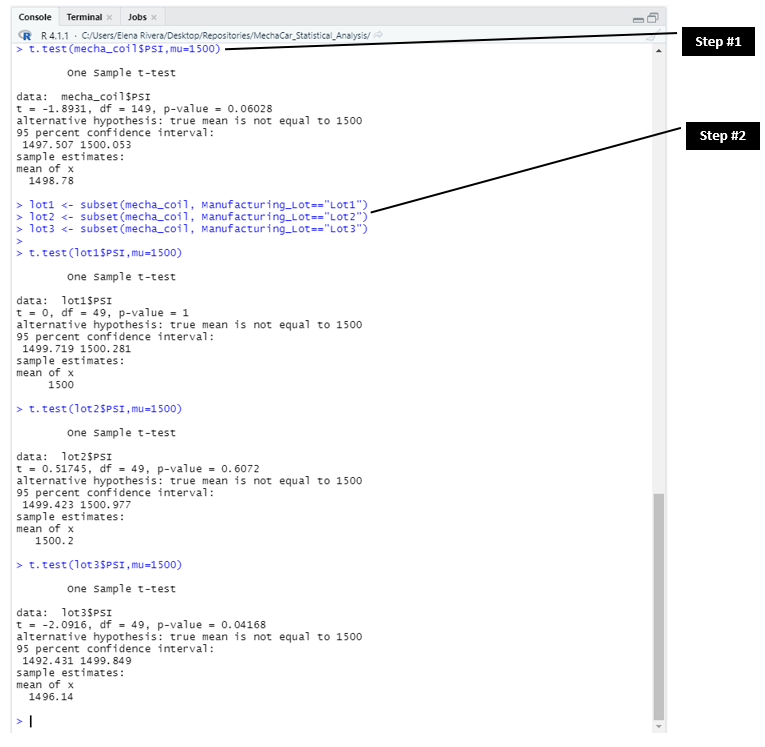 Console Terminal × Jobs ×
R 4.1.1 · C:/Users/Elena Rivera/Desktop/Repositories/MechaCar_Statistical_Analysis/
> t.test(mecha_coil$PSI,mu=1500)
Step #1
One Sample t-test
data: mecha_coil$PSI
t = -1.8931, df = 149, p-value = 0.06028
alternative hypothesis: true mean is not equal to 1500
95 percent confidence interval:
1497.507 1500.053
sample estimates:
mean of x
1498.78
Step #2
> lot1 <- subset(mecha_coil, Manufacturing_Lot=="Lot1")
> lot2 <- subset(mecha_coil, Manufacturing_Lot=="Lot2")
> lot3 <- subset(mecha_coil, Manufacturing_Lot=="Lot3")
>
> t.test(lot1$PSI,mu=1500)
One Sample t-test
data: lot1$PSI
t = 0, df = 49, p-value = 1
alternative hypothesis: true mean is not equal to 1500
95 percent confidence interval:
1499.719 1500.281
sample estimates:
mean of x
1500
> t.test(lot2$PSI,mu=1500)
One Sample t-test
data: lot2$PSI
t = 0.51745, df = 49, p-value = 0.6072
alternative hypothesis: true mean is not equal to 1500
95 percent confidence interval:
1499.423 1500.977
sample estimates:
mean of x
1500.2
> t.test(lot3$PSI,mu=1500)
One Sample t-test
data: lot3$PSI
t = -2.0916, df = 49, p-value = 0.04168
alternative hypothesis: true mean is not equal to 1500
95 percent confidence interval:
1492.431 1499.849
sample estimates:
mean of x
1496.14
>